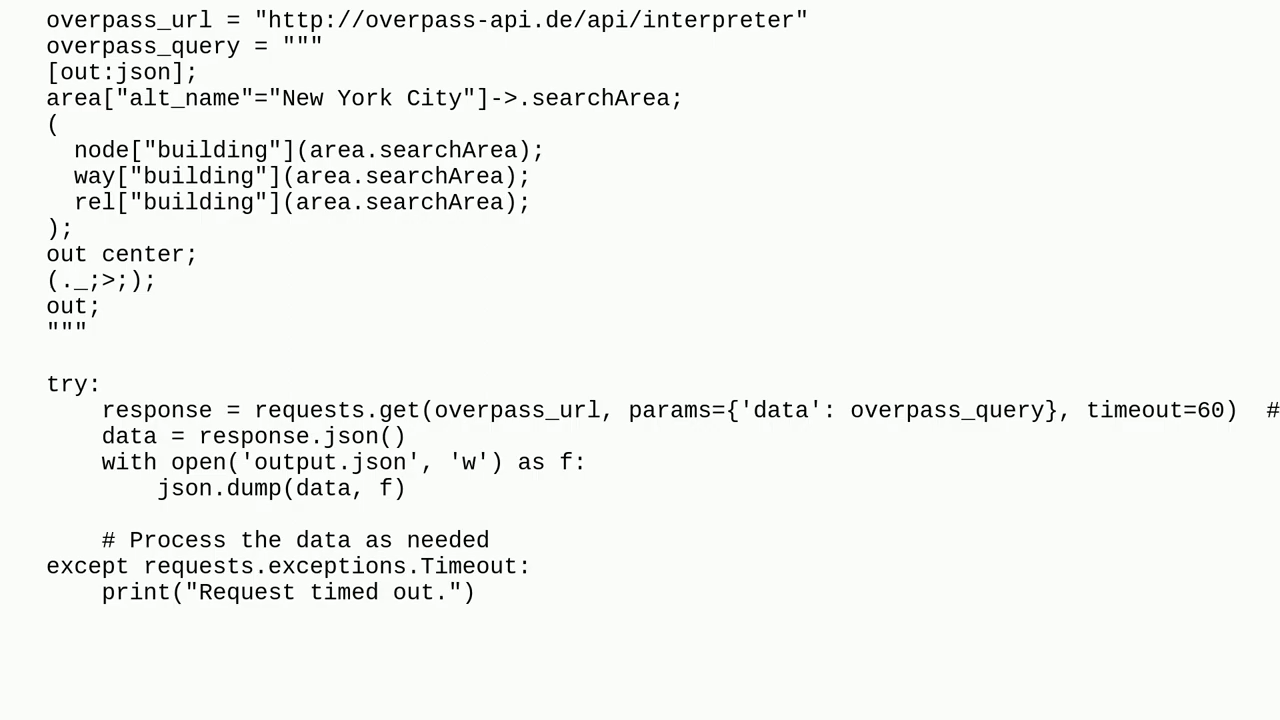 overpass_url = "http://overpass-api.de/api/interpreter"
overpass_query = """
[out:json];
area["alt_name"="New York City"]->.searchArea;
(
  node["building"](area.searchArea);
  way["building"](area.searchArea);
  rel["building"](area.searchArea);
);
out center;
(._;>;);
out;
"""

try:
    response = requests.get(overpass_url, params={'data': overpass_query}, timeout=60)  #
    data = response.json()
    with open('output.json', 'w') as f:
        json.dump(data, f)

    # Process the data as needed
except requests.exceptions.Timeout:
    print("Request timed out.")